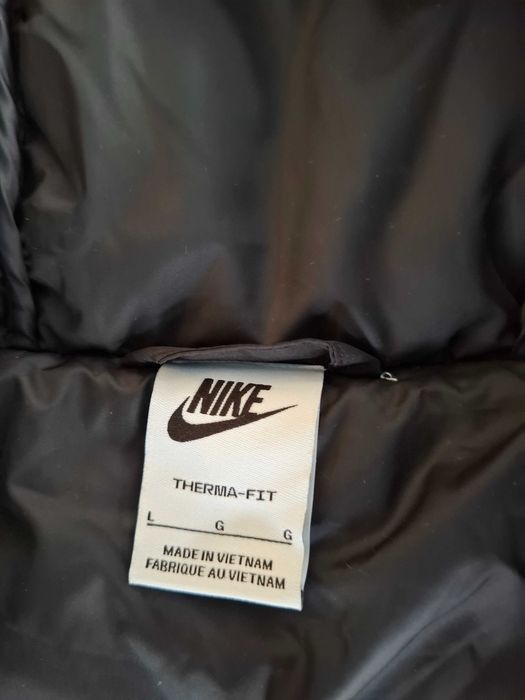 NIKE
THERMA-FIT
L G G
MADE IN VIETNAM
FABRIQUE AU VIETNAM